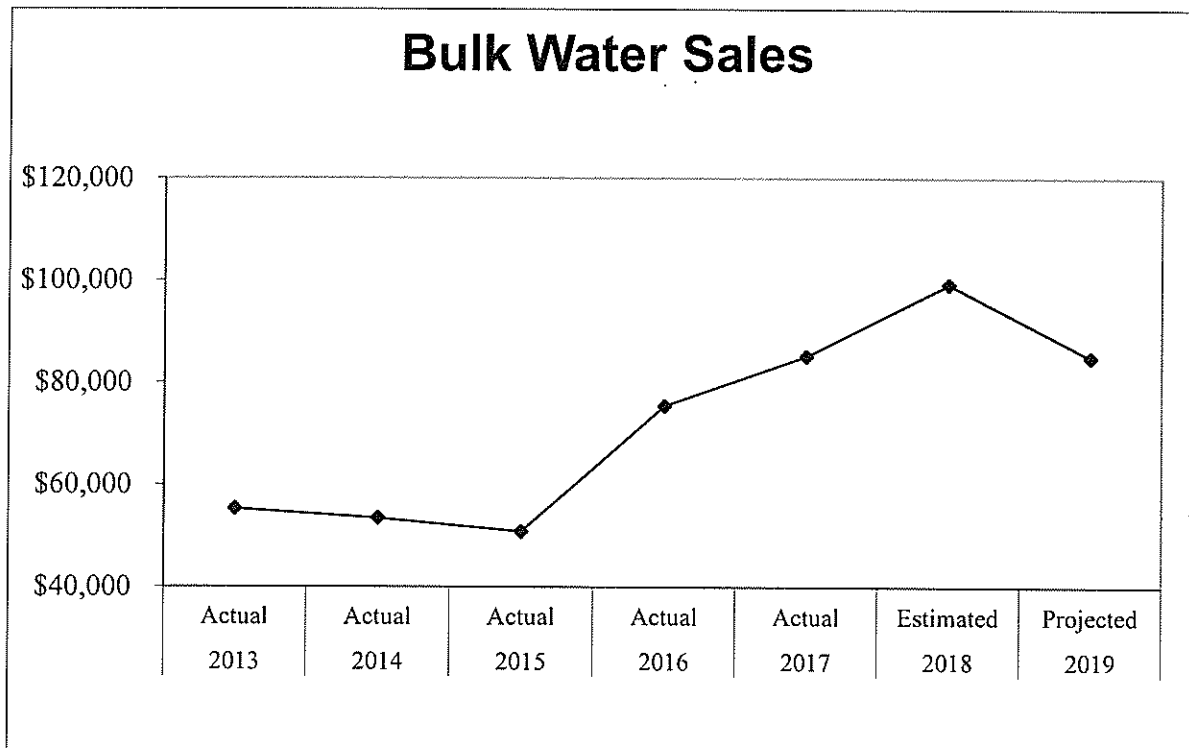 Bulk Water Sales
$120,000
$100,000
$80,000
$60,000
$40,000
Actual Actual Actual Actual Actual Estimated Projected
2013 2014 2015 2016 2017 2018 2019